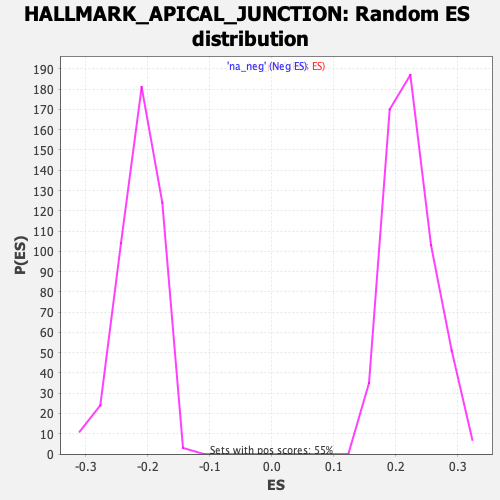 HALLMARK_APICAL_JUNCTION: Random ES
distribution
'na_neg' (Neg ES) ES)
190
180
170
160
150
140
130
120
110
100
90
80
70
60
50
40
30
20
10
0
P(ES)
Sets with pos scores: 55%
-0.3 -0.2 -0.1 0.0 0.1 0.2 0.3
ES